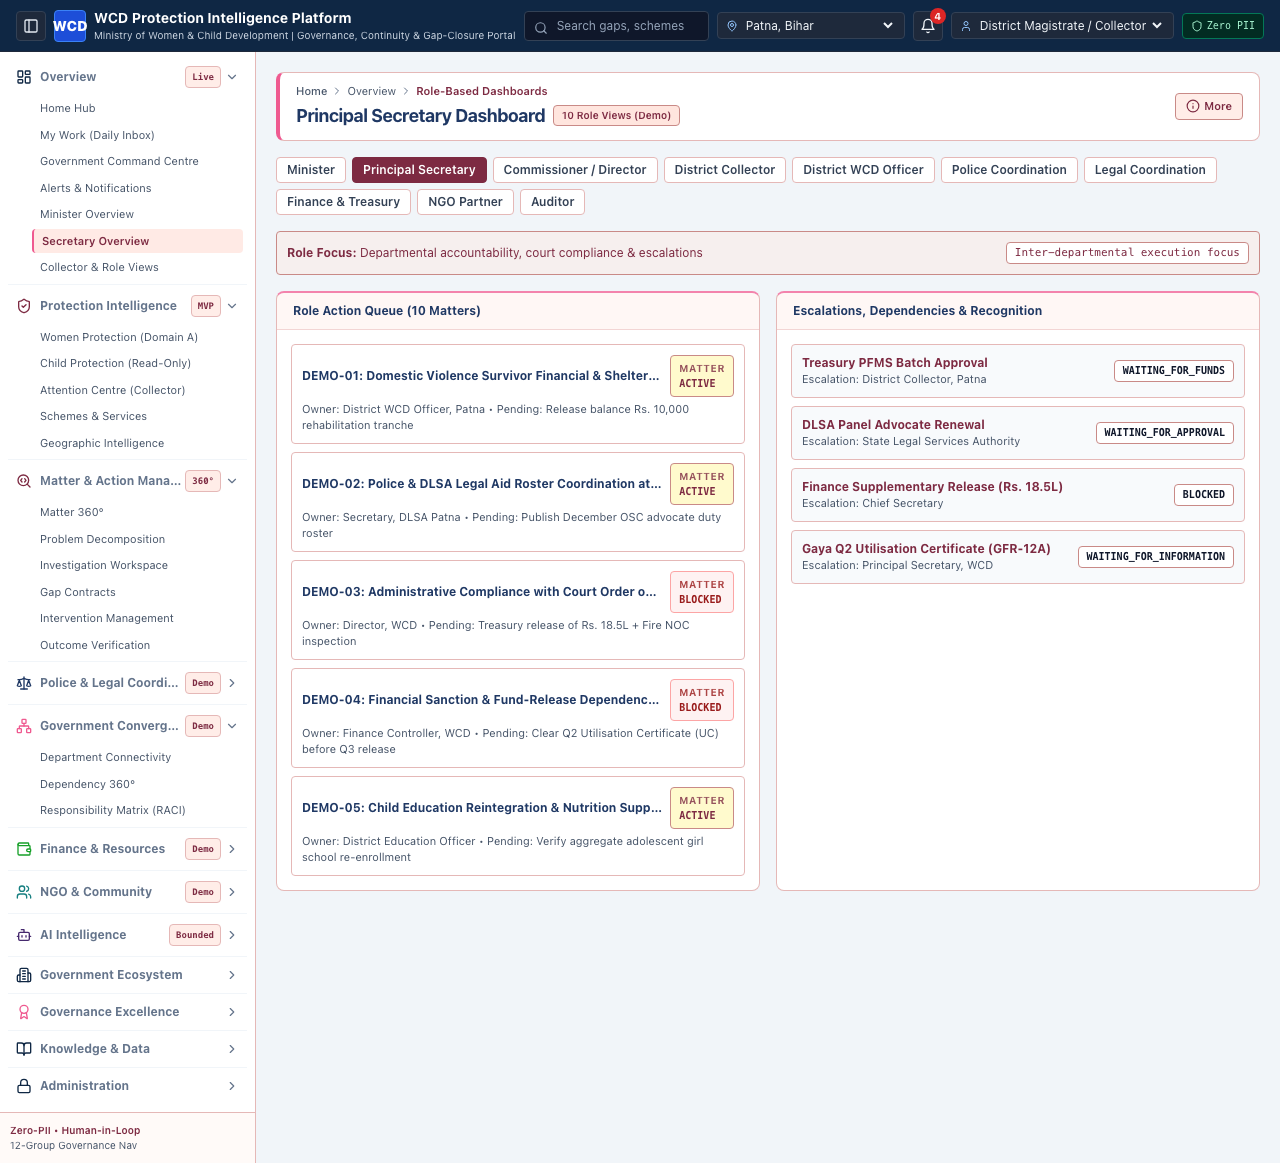 WCD
WCD Protection Intelligence Platform
Ministry of Women & Child Development | Governance, Continuity & Gap-Closure Portal
Search gaps, schemes
Patna, Bihar
4
District Magistrate / Collector
Zero PII
Overview
Live
Home Hub
My Work (Daily Inbox)
Government Command Centre
Alerts & Notifications
Minister Overview
Secretary Overview
Collector & Role Views
Protection Intelligence
MVP
Women Protection (Domain A)
Child Protection (Read-Only)
Attention Centre (Collector)
Schemes & Services
Geographic Intelligence
Matter & Action Mana...
360°
Matter 360°
Problem Decomposition
Investigation Workspace
Gap Contracts
Intervention Management
Outcome Verification
Police & Legal Coordi...
Demo
Government Converg...
Demo
Department Connectivity
Dependency 360°
Responsibility Matrix (RACI)
Finance & Resources
Demo
NGO & Community
Demo
AI Intelligence
Bounded
Government Ecosystem
Governance Excellence
Knowledge & Data
Administration
Zero-PII • Human-in-Loop
12-Group Governance Nav
Home > Overview > Role-Based Dashboards
Principal Secretary Dashboard
10 Role Views (Demo)
More
Minister
Principal Secretary
Commissioner / Director
District Collector
District WCD Officer
Police Coordination
Legal Coordination
Finance & Treasury
NGO Partner
Auditor
Role Focus: Departmental accountability, court compliance & escalations
Inter-departmental execution focus
Role Action Queue (10 Matters)
DEMO-01: Domestic Violence Survivor Financial & Shelter...
MATTER
ACTIVE
Owner: District WCD Officer, Patna • Pending: Release balance Rs. 10,000
rehabilitation tranche
DEMO-02: Police & DLSA Legal Aid Roster Coordination at...
MATTER
ACTIVE
Owner: Secretary, DLSA Patna • Pending: Publish December OSC advocate duty
roster
DEMO-03: Administrative Compliance with Court Order o...
MATTER
BLOCKED
Owner: Director, WCD • Pending: Treasury release of Rs. 18.5L + Fire NOC
inspection
DEMO-04: Financial Sanction & Fund-Release Dependenc...
MATTER
BLOCKED
Owner: Finance Controller, WCD • Pending: Clear Q2 Utilisation Certificate (UC)
before Q3 release
DEMO-05: Child Education Reintegration & Nutrition Supp...
MATTER
ACTIVE
Owner: District Education Officer • Pending: Verify aggregate adolescent girl
school re-enrollment
Escalations, Dependencies & Recognition
Treasury PFMS Batch Approval
Escalation: District Collector, Patna
WAITING_FOR_FUNDS
DLSA Panel Advocate Renewal
Escalation: State Legal Services Authority
WAITING_FOR_APPROVAL
Finance Supplementary Release (Rs. 18.5L)
Escalation: Chief Secretary
BLOCKED
Gaya Q2 Utilisation Certificate (GFR-12A)
Escalation: Principal Secretary, WCD
WAITING_FOR_INFORMATION